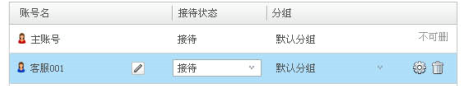 账号名 接待状态 分组
主账号 接待 默认分组 不可删
客服001 接待 默认分组